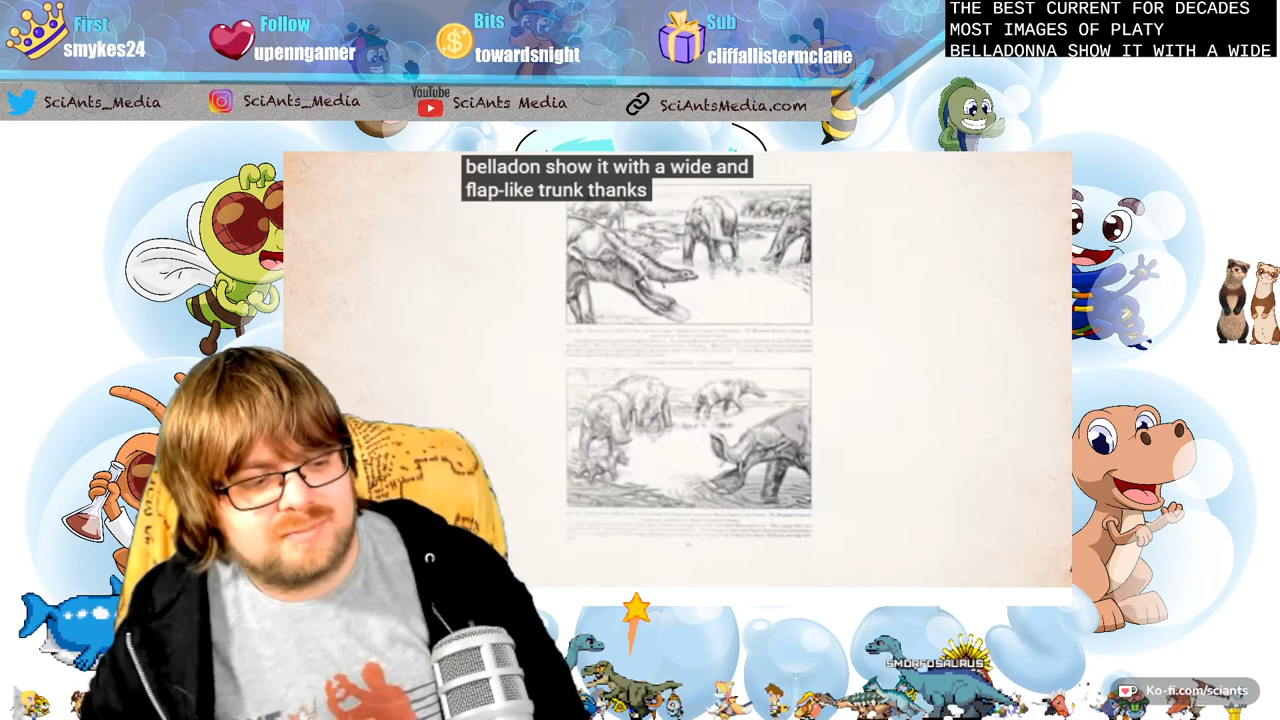 First
smykes24
Follow
upenngamer
Bits
towardsnight
Sub
cliffallistermclane
THE BEST CURRENT FOR DECADES
MOST IMAGES OF PLATY
BELLADONNA SHOW IT WITH A WIDE
SciAnts_Media
SciAnts_Media
YouTube
SciAnts Media
SciAntsMedia.com
belladon show it with a wide and
flap-like trunk thanks
SMORFOSAURUS
Ko-fi.com/sciants